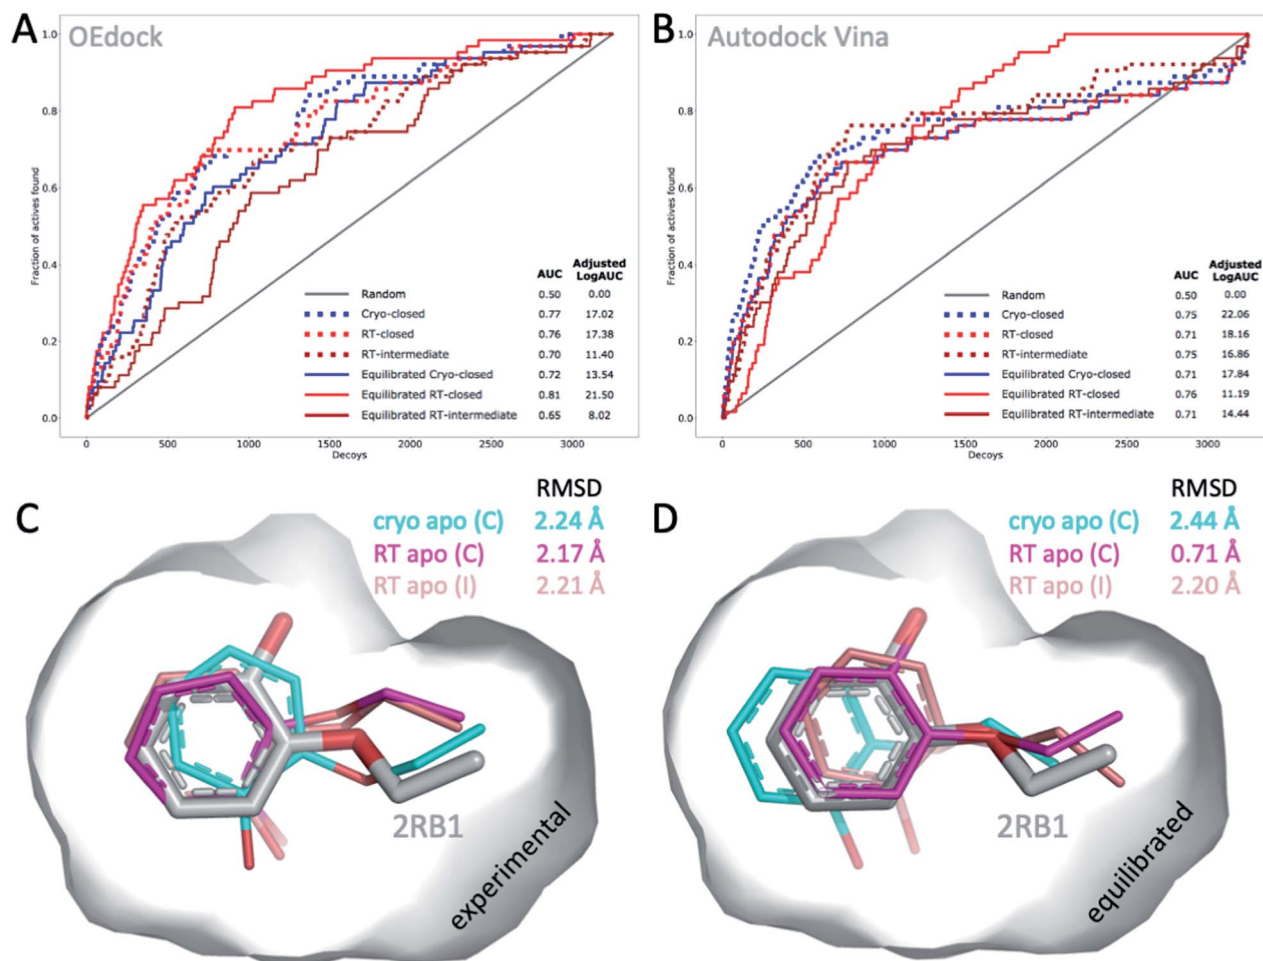 A
OEdock
Fraction of actives found
1.0
0.8
0.6
0.4
0.2
0.0
AUC Adjusted LogAUC
Random 0.50 0.00
Cryo-closed 0.77 17.02
RT-closed 0.76 17.38
RT-intermediate 0.70 11.40
Equilibrated Cryo-closed 0.72 13.54
Equilibrated RT-closed 0.81 21.50
Equilibrated RT-intermediate 0.65 8.02
0 500 1000 1500 2000 2500 3000
Decoys
B
Autodock Vina
Fraction of actives found
1.0
0.8
0.6
0.4
0.2
0.0
AUC Adjusted LogAUC
Random 0.50 0.00
Cryo-closed 0.75 22.06
RT-closed 0.71 18.16
RT-intermediate 0.75 16.86
Equilibrated Cryo-closed 0.71 17.84
Equilibrated RT-closed 0.76 11.19
Equilibrated RT-intermediate 0.71 14.44
0 500 1000 1500 2000 2500 3000
Decoys
C
RMSD
cryo apo (C) 2.24 Å
RT apo (C) 2.17 Å
RT apo (I) 2.21 Å
2RB1
experimental
D
RMSD
cryo apo (C) 2.44 Å
RT apo (C) 0.71 Å
RT apo (I) 2.20 Å
2RB1
equilibrated